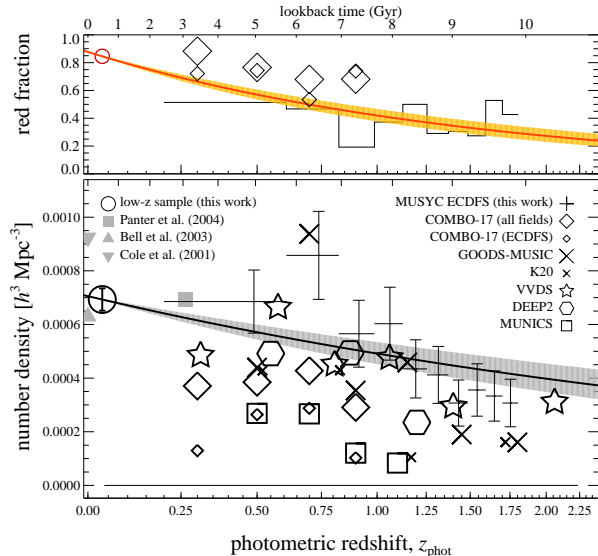 lookback time (Gyr)
0 1 2 3 4 5 6 7 8 9 10
red fraction
1.0
0.8
0.6
0.4
0.2
0.0
number density [h³ Mpc⁻³]
0.0010
0.0008
0.0006
0.0004
0.0002
0.0000
low-z sample (this work)
Panter et al. (2004)
Bell et al. (2003)
Cole et al. (2001)
MUSYC ECDFS (this work)
COMBO-17 (all fields)
COMBO-17 (ECDFS)
GOODS-MUSIC
K20
VVDS
DEEP2
MUNICS
0.00 0.25 0.50 0.75 1.00 1.25 1.50 1.75 2.00 2.25
photometric redshift, z_phot